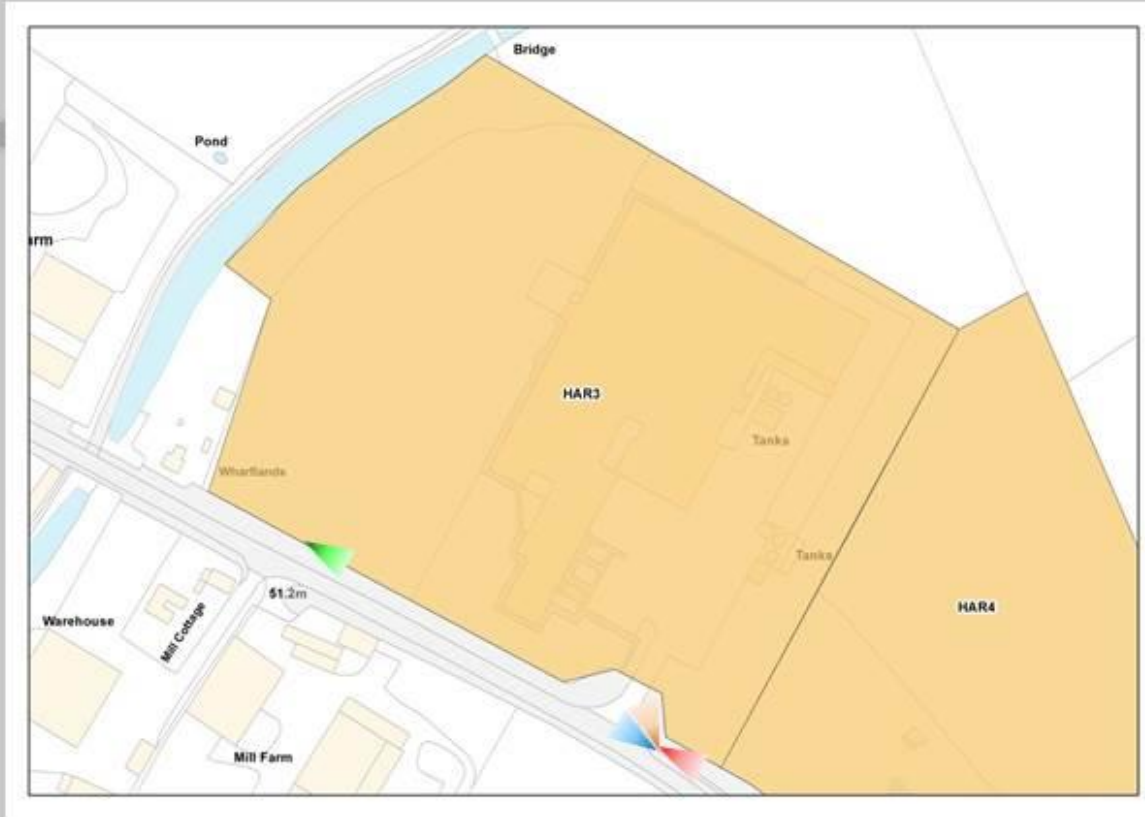 Bridge
Pond
arm
HAR3
Tanks
Wharflands
Tanks
51.2m
HAR4
Warehouse
Mill Cottage
Mill Farm